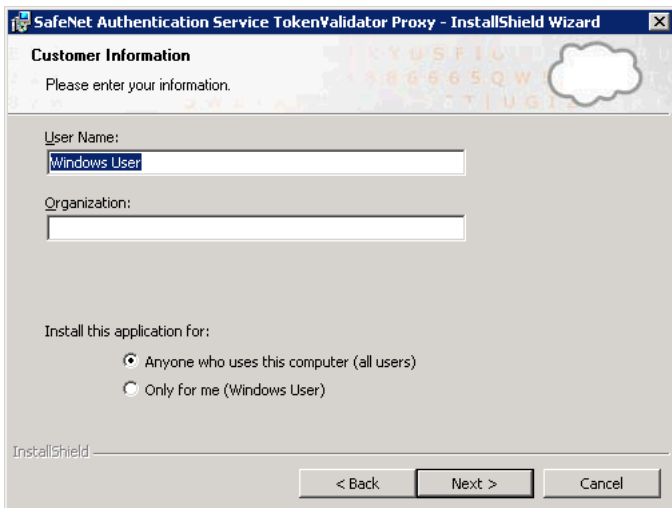 SafeNet Authentication Service TokenValidator Proxy - InstallShield Wizard
Customer Information
Please enter your information.
User Name:
Windows User
Organization:
Install this application for:
Anyone who uses this computer (all users)
Only for me (Windows User)
InstallShield
< Back Next > Cancel